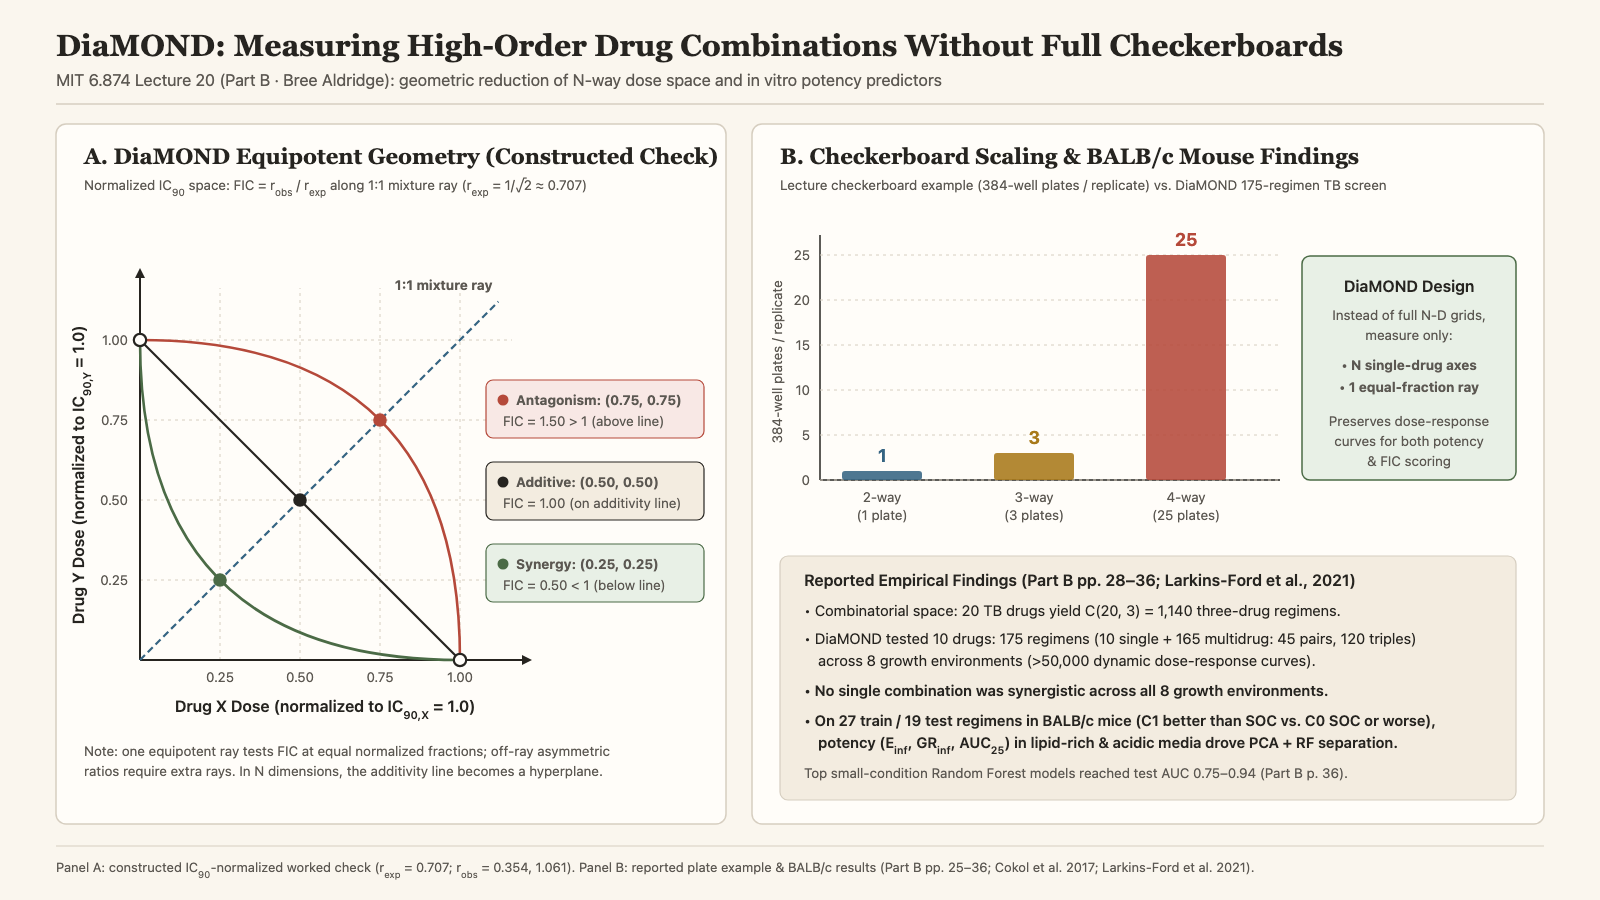 DiaMOND: Measuring High-Order Drug Combinations Without Full Checkerboards
MIT 6.874 Lecture 20 (Part B · Bree Aldridge): geometric reduction of N-way dose space and in vitro potency predictors
A. DiaMOND Equipotent Geometry (Constructed Check)
Normalized IC90 space: FIC = robs / rexp along 1:1 mixture ray (rexp = 1/√2 ≈ 0.707)
1:1 mixture ray
Drug Y Dose (normalized to IC90,Y = 1.0)
1.00
0.75
0.50
0.25
0.25
0.50
0.75
1.00
Drug X Dose (normalized to IC90,X = 1.0)
Antagonism: (0.75, 0.75)
FIC = 1.50 > 1 (above line)
Additive: (0.50, 0.50)
FIC = 1.00 (on additivity line)
Synergy: (0.25, 0.25)
FIC = 0.50 < 1 (below line)
Note: one equipotent ray tests FIC at equal normalized fractions; off-ray asymmetric
ratios require extra rays. In N dimensions, the additivity line becomes a hyperplane.
B. Checkerboard Scaling & BALB/c Mouse Findings
Lecture checkerboard example (384-well plates / replicate) vs. DiaMOND 175-regimen TB screen
384-well plates / replicate
25
20
15
10
5
0
1
3
25
2-way
(1 plate)
3-way
(3 plates)
4-way
(25 plates)
DiaMOND Design
Instead of full N-D grids,
measure only:
• N single-drug axes
• 1 equal-fraction ray
Preserves dose-response
curves for both potency
& FIC scoring
Reported Empirical Findings (Part B pp. 28–36; Larkins-Ford et al., 2021)
• Combinatorial space: 20 TB drugs yield C(20, 3) = 1,140 three-drug regimens.
• DiaMOND tested 10 drugs: 175 regimens (10 single + 165 multidrug: 45 pairs, 120 triples)
across 8 growth environments (>50,000 dynamic dose-response curves).
• No single combination was synergistic across all 8 growth environments.
• On 27 train / 19 test regimens in BALB/c mice (C1 better than SOC vs. C0 SOC or worse),
potency (Einf, GRinf, AUC25) in lipid-rich & acidic media drove PCA + RF separation.
Top small-condition Random Forest models reached test AUC 0.75–0.94 (Part B p. 36).
Panel A: constructed IC90-normalized worked check (rexp = 0.707; robs = 0.354, 1.061). Panel B: reported plate example & BALB/c results (Part B pp. 25–36; Cokol et al. 2017; Larkins-Ford et al. 2021).